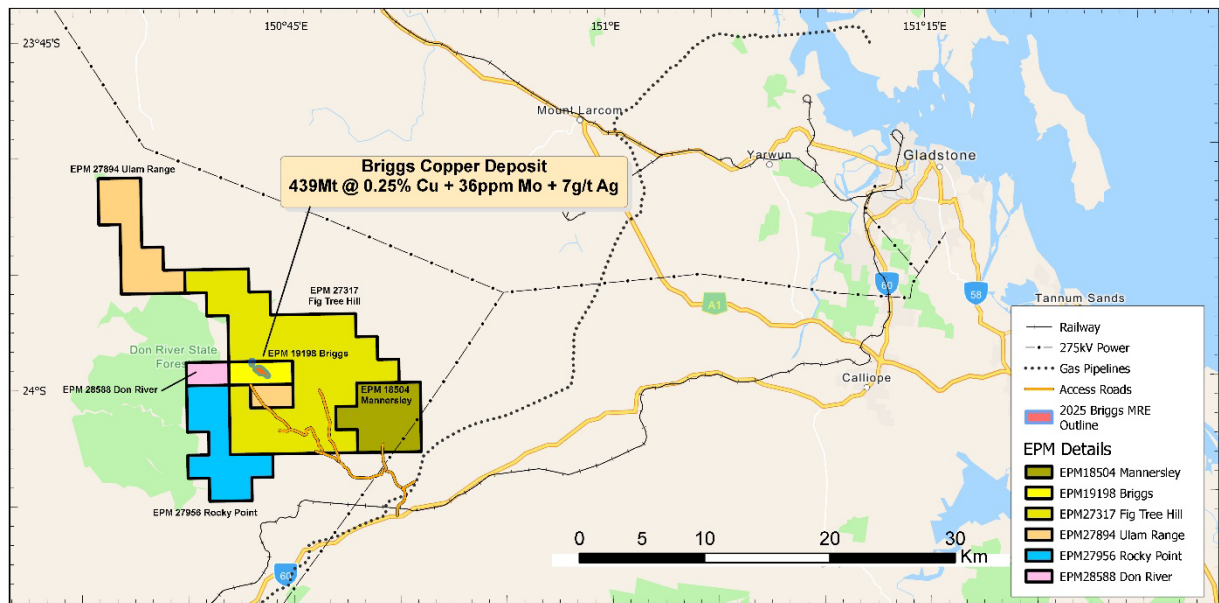 150°45'E
151°E
151°15'E
23°45'S
Mount Larcom
Yarwun
Gladstone
EPM 27894 Ulam Range
Briggs Copper Deposit
439Mt @ 0.25% Cu + 36ppm Mo + 7g/t Ag
EPM 27317
Fig Tree Hill
60
58
A1
Tannum Sands
Don River State
Fores
EPM 19198 Briggs
EPM 28588 Don River
24°S
EPM 18504
Mannersley
Calliope
EPM 27956 Rocky Point
60
0
5
10
20
30
Km
Railway
275kV Power
Gas Pipelines
Access Roads
2025 Briggs MRE
Outline
EPM Details
EPM18504 Mannersley
EPM19198 Briggs
EPM27317 Fig Tree Hill
EPM27894 Ulam Range
EPM27956 Rocky Point
EPM28588 Don River